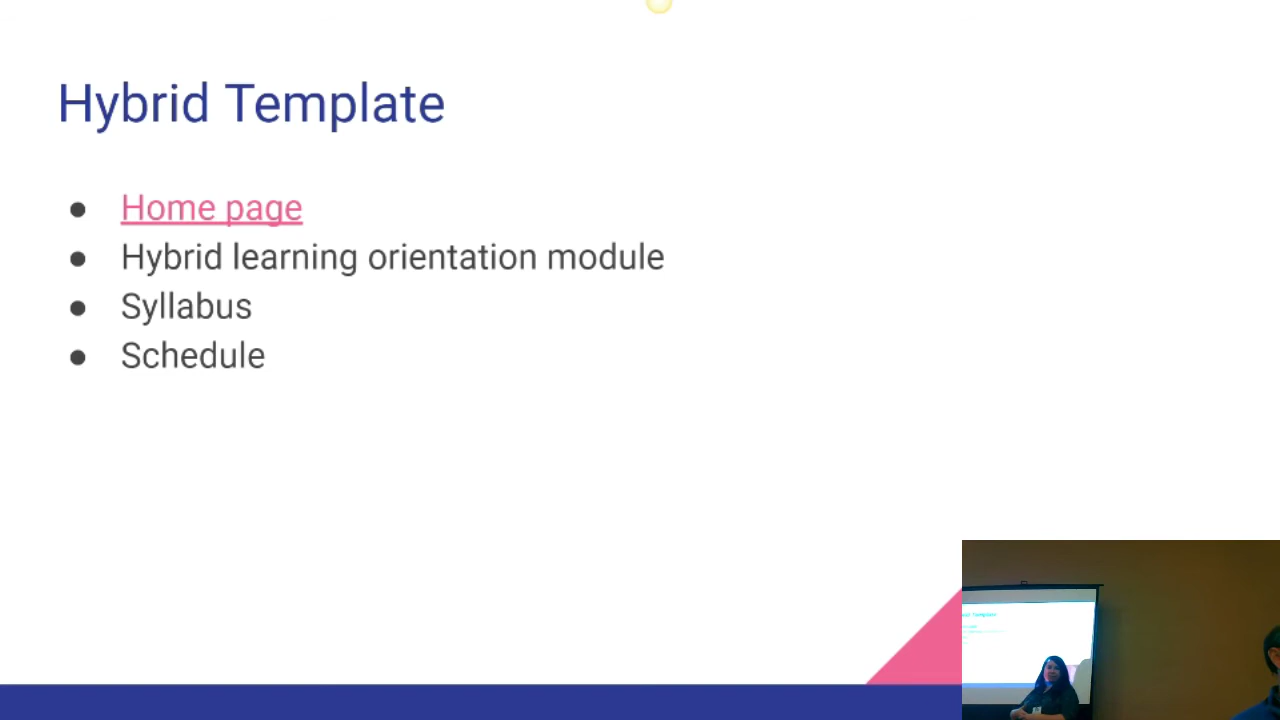 Hybrid Template
● Home page
● Hybrid learning orientation module
● Syllabus
● Schedule